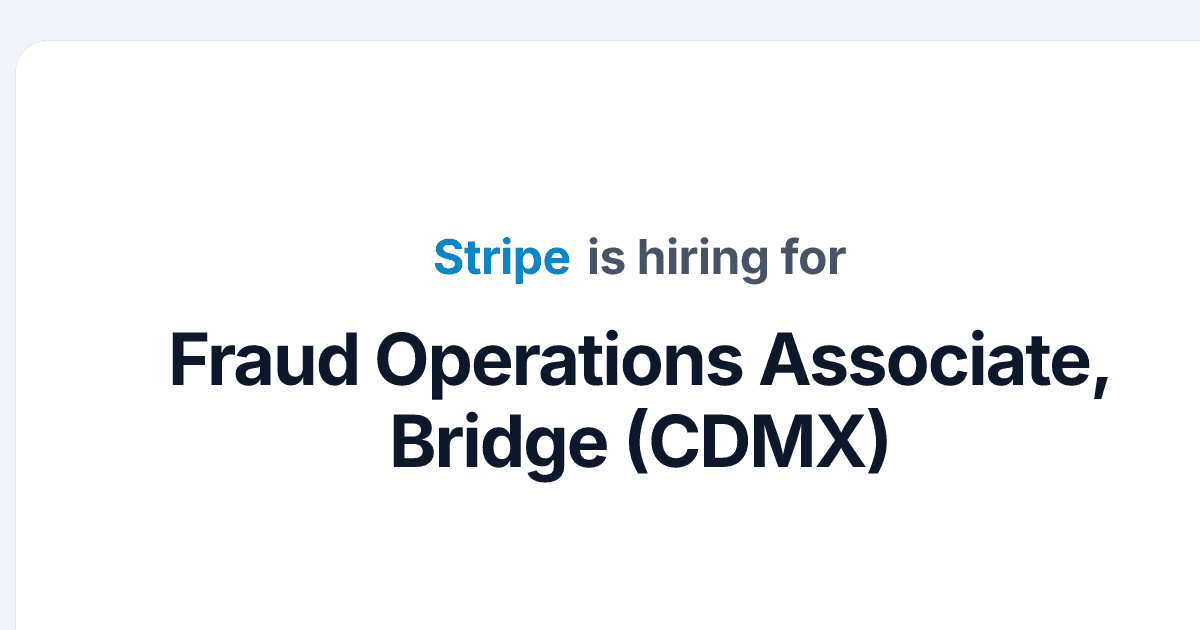 Stripe is hiring for
Fraud Operations Associate,
Bridge (CDMX)